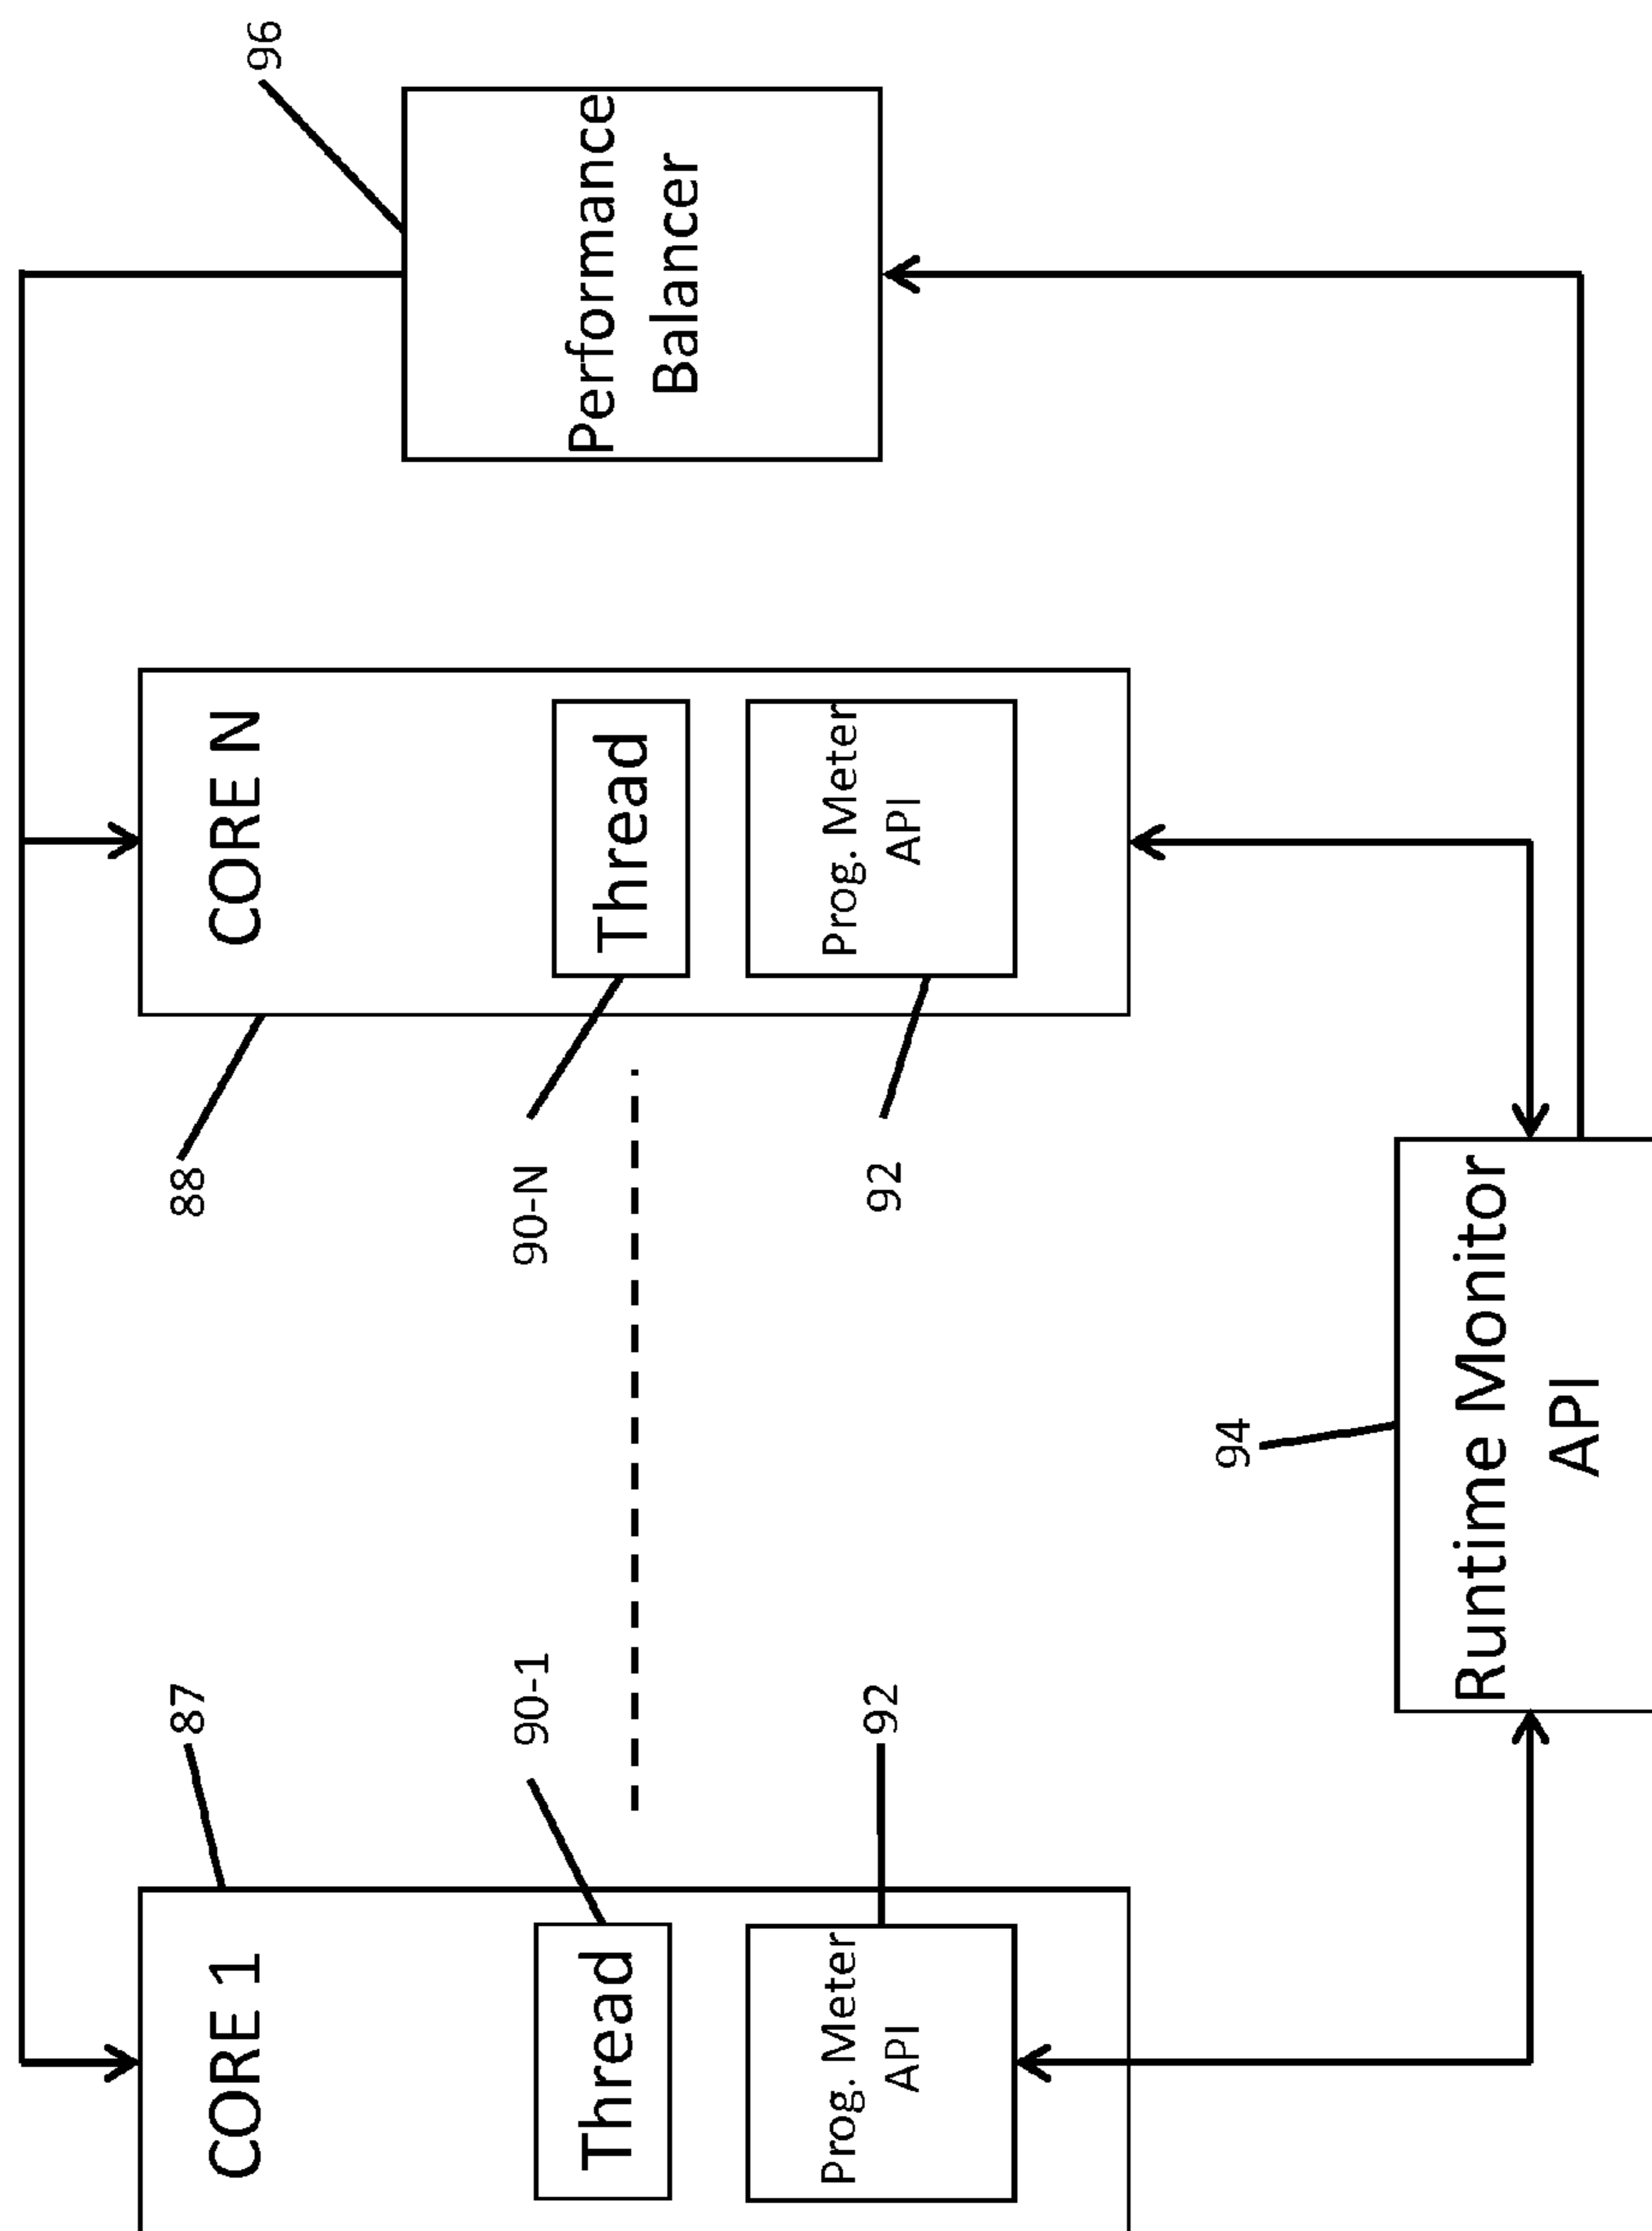 CORE 1
87
Thread
90-1
Prog. Meter
API
92
CORE N
88
Thread
90-N
Prog. Meter
API
92
Performance
Balancer
96
Runtime Monitor
API
94